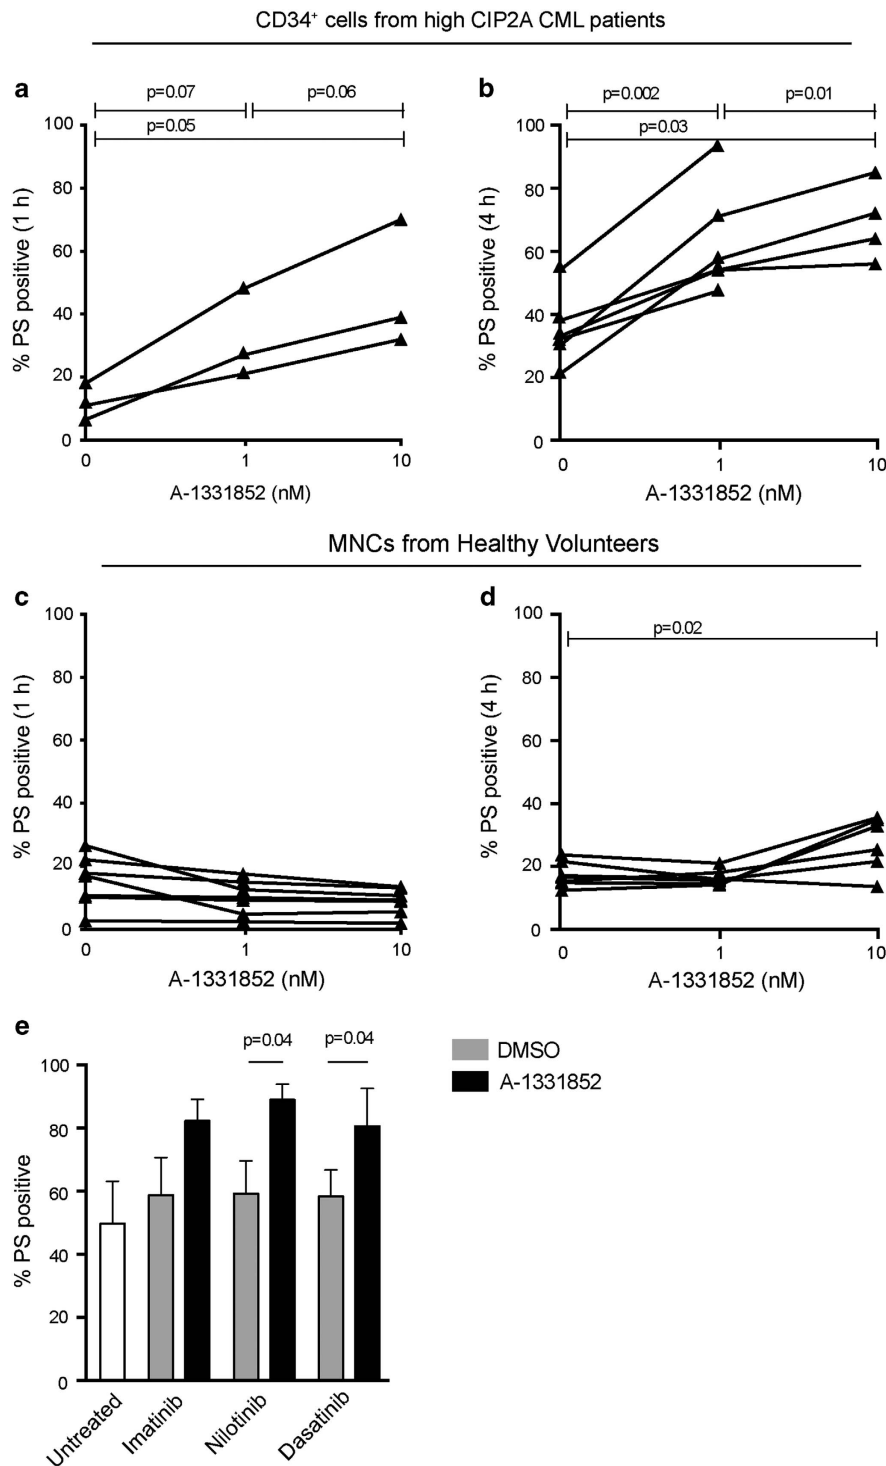 CD34+ cells from high CIP2A CML patients
a
p=0.07
p=0.06
p=0.05
100
80
60
40
20
0
% PS positive (1 h)
0 1 10
A-1331852 (nM)
b
p=0.002
p=0.01
p=0.03
100
80
60
40
20
0
% PS positive (4 h)
0 1 10
A-1331852 (nM)
MNCs from Healthy Volunteers
c
100
80
60
40
20
0
% PS positive (1 h)
0 1 10
A-1331852 (nM)
d
p=0.02
100
80
60
40
20
0
% PS positive (4 h)
0 1 10
A-1331852 (nM)
e
p=0.04 p=0.04
100
80
60
40
20
0
% PS positive
Untreated
Imatinib
Nilotinib
Dasatinib
DMSO
A-1331852